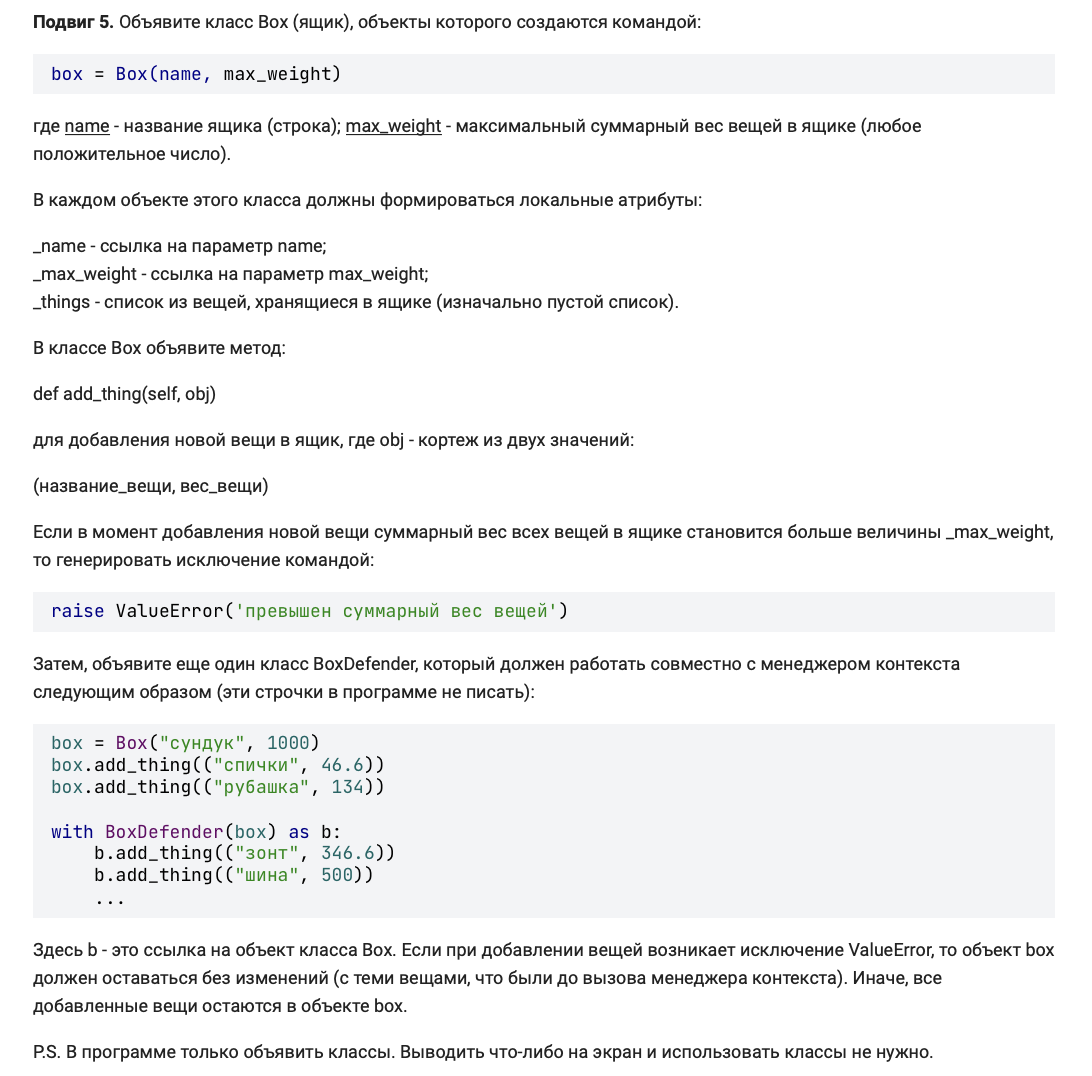 Подвиг 5. Объявите класс Box (ящик), объекты которого создаются командой:
box = Box(name, max_weight)
где name - название ящика (строка); max_weight - максимальный суммарный вес вещей в ящике (любое
положительное число).
В каждом объекте этого класса должны формироваться локальные атрибуты:
_name - ссылка на параметр name;
_max_weight - ссылка на параметр max_weight;
_things - список из вещей, хранящиеся в ящике (изначально пустой список).
В классе Box объявите метод:
def add_thing(self, obj)
для добавления новой вещи в ящик, где obj - кортеж из двух значений:
(название_вещи, вес_вещи)
Если в момент добавления новой вещи суммарный вес всех вещей в ящике становится больше величины _max_weight,
то генерировать исключение командой:
raise ValueError('превышен суммарный вес вещей')
Затем, объявите еще один класс BoxDefender, который должен работать совместно с менеджером контекста
следующим образом (эти строчки в программе не писать):
box = Box("сундук", 1000)
box.add_thing(("спички", 46.6))
box.add_thing(("рубашка", 134))
with BoxDefender(box) as b:
    b.add_thing(("зонт", 346.6))
    b.add_thing(("шина", 500))
    ...
Здесь b - это ссылка на объект класса Box. Если при добавлении вещей возникает исключение ValueError, то объект box
должен оставаться без изменений (с теми вещами, что были до вызова менеджера контекста). Иначе, все
добавленные вещи остаются в объекте box.
P.S. В программе только объявить классы. Выводить что-либо на экран и использовать классы не нужно.